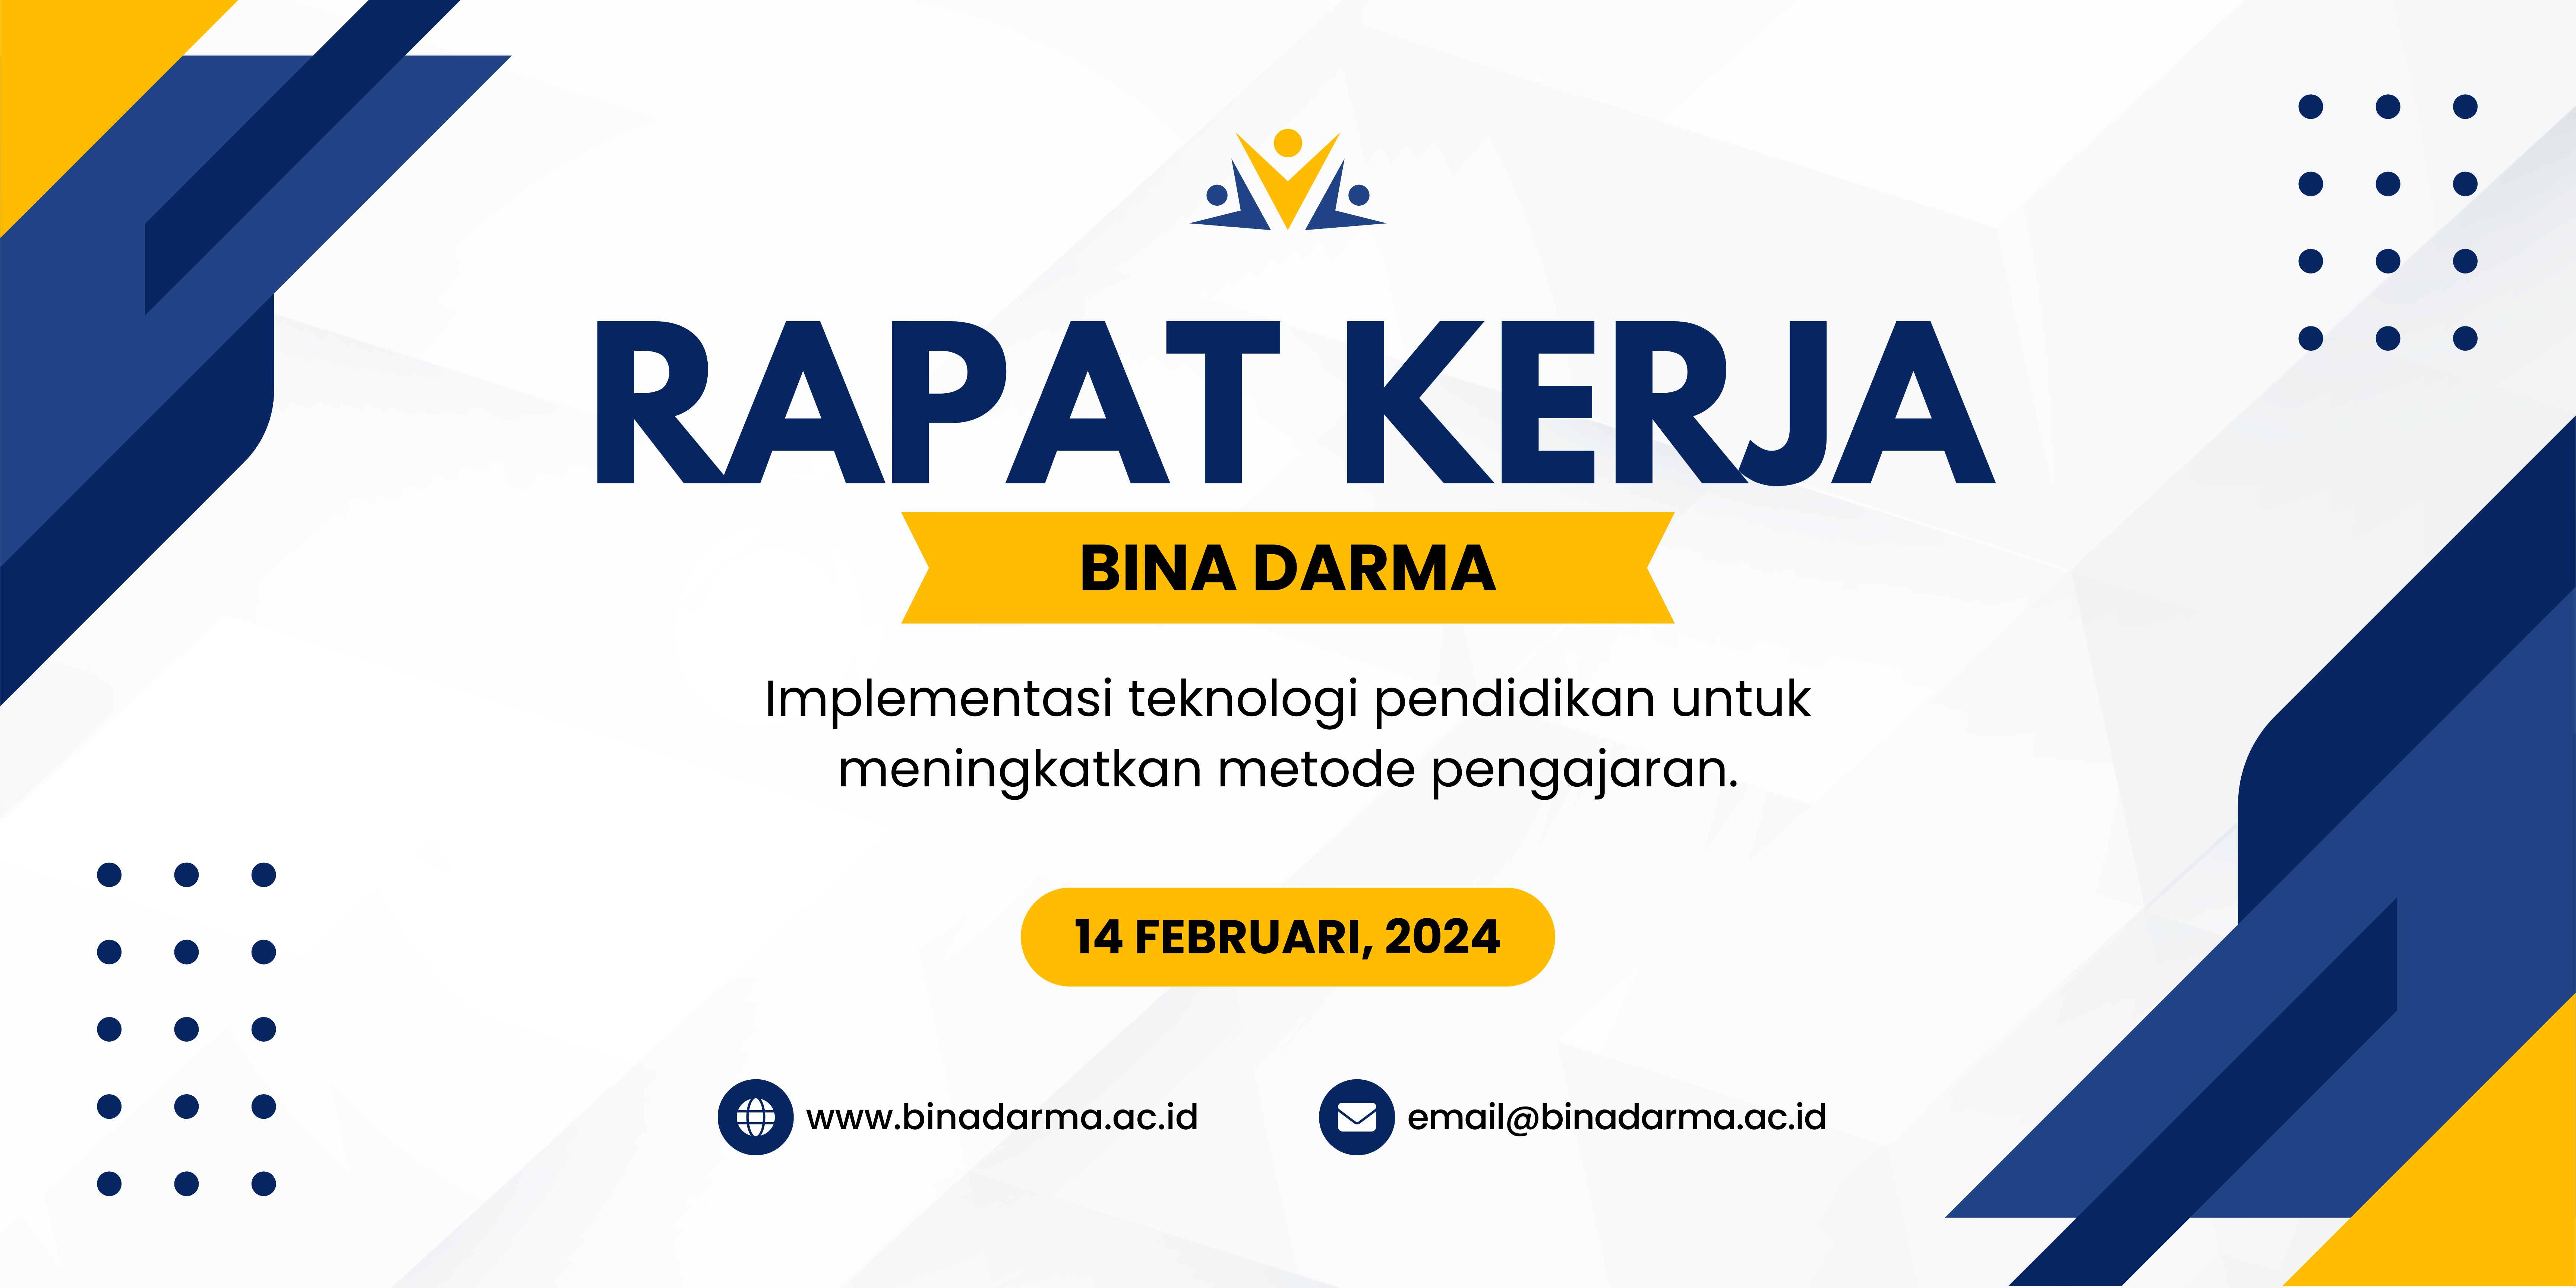 RAPAT KERJA
BINA DARMA
Implementasi teknologi pendidikan untuk
meningkatkan metode pengajaran.
14 FEBRUARI, 2024
www.binadarma.ac.id
email@binadarma.ac.id